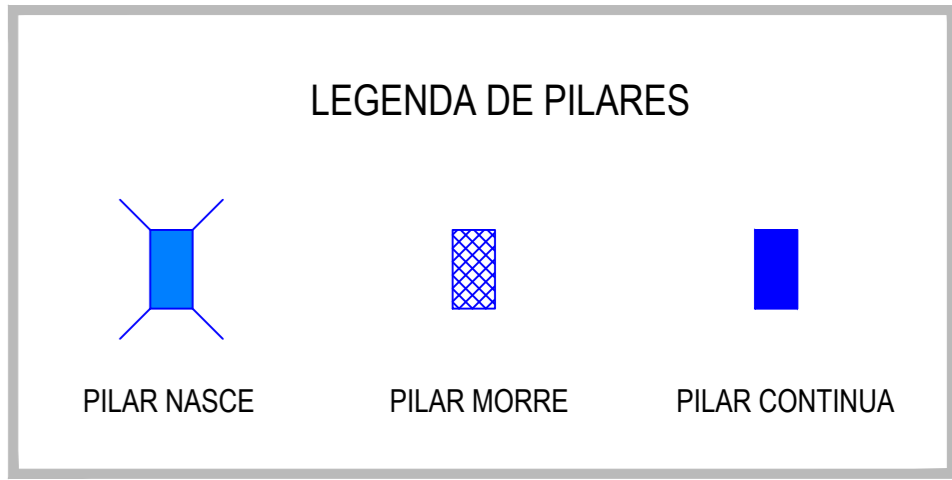 LEGENDA DE PILARES
PILAR NASCE
PILAR MORRE
PILAR CONTINUA